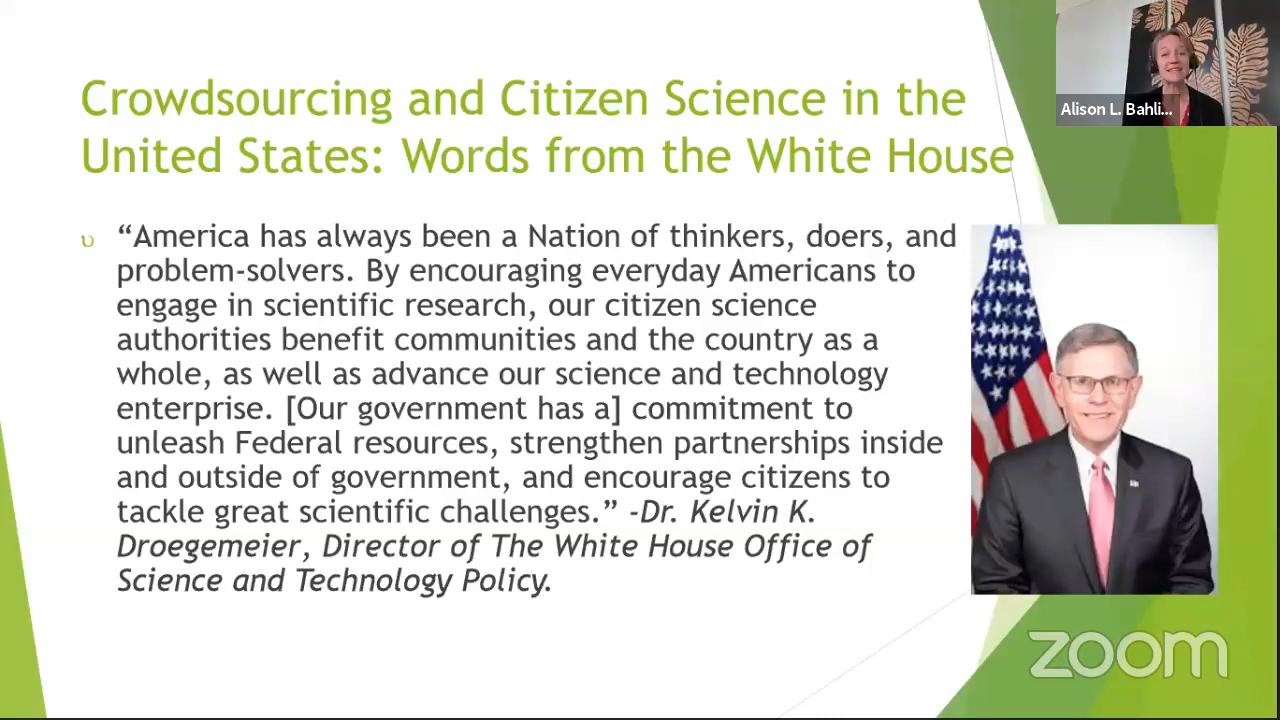 Crowdsourcing and Citizen Science in the
United States: Words from the White House
“America has always been a Nation of thinkers, doers, and
problem-solvers. By encouraging everyday Americans to
engage in scientific research, our citizen science
authorities benefit communities and the country as a
whole, as well as advance our science and technology
enterprise. [Our government has a] commitment to
unleash Federal resources, strengthen partnerships inside
and outside of government, and encourage citizens to
tackle great scientific challenges.” -Dr. Kelvin K.
Droegemeier, Director of The White House Office of
Science and Technology Policy.
Alison L. Bahli...
zoom